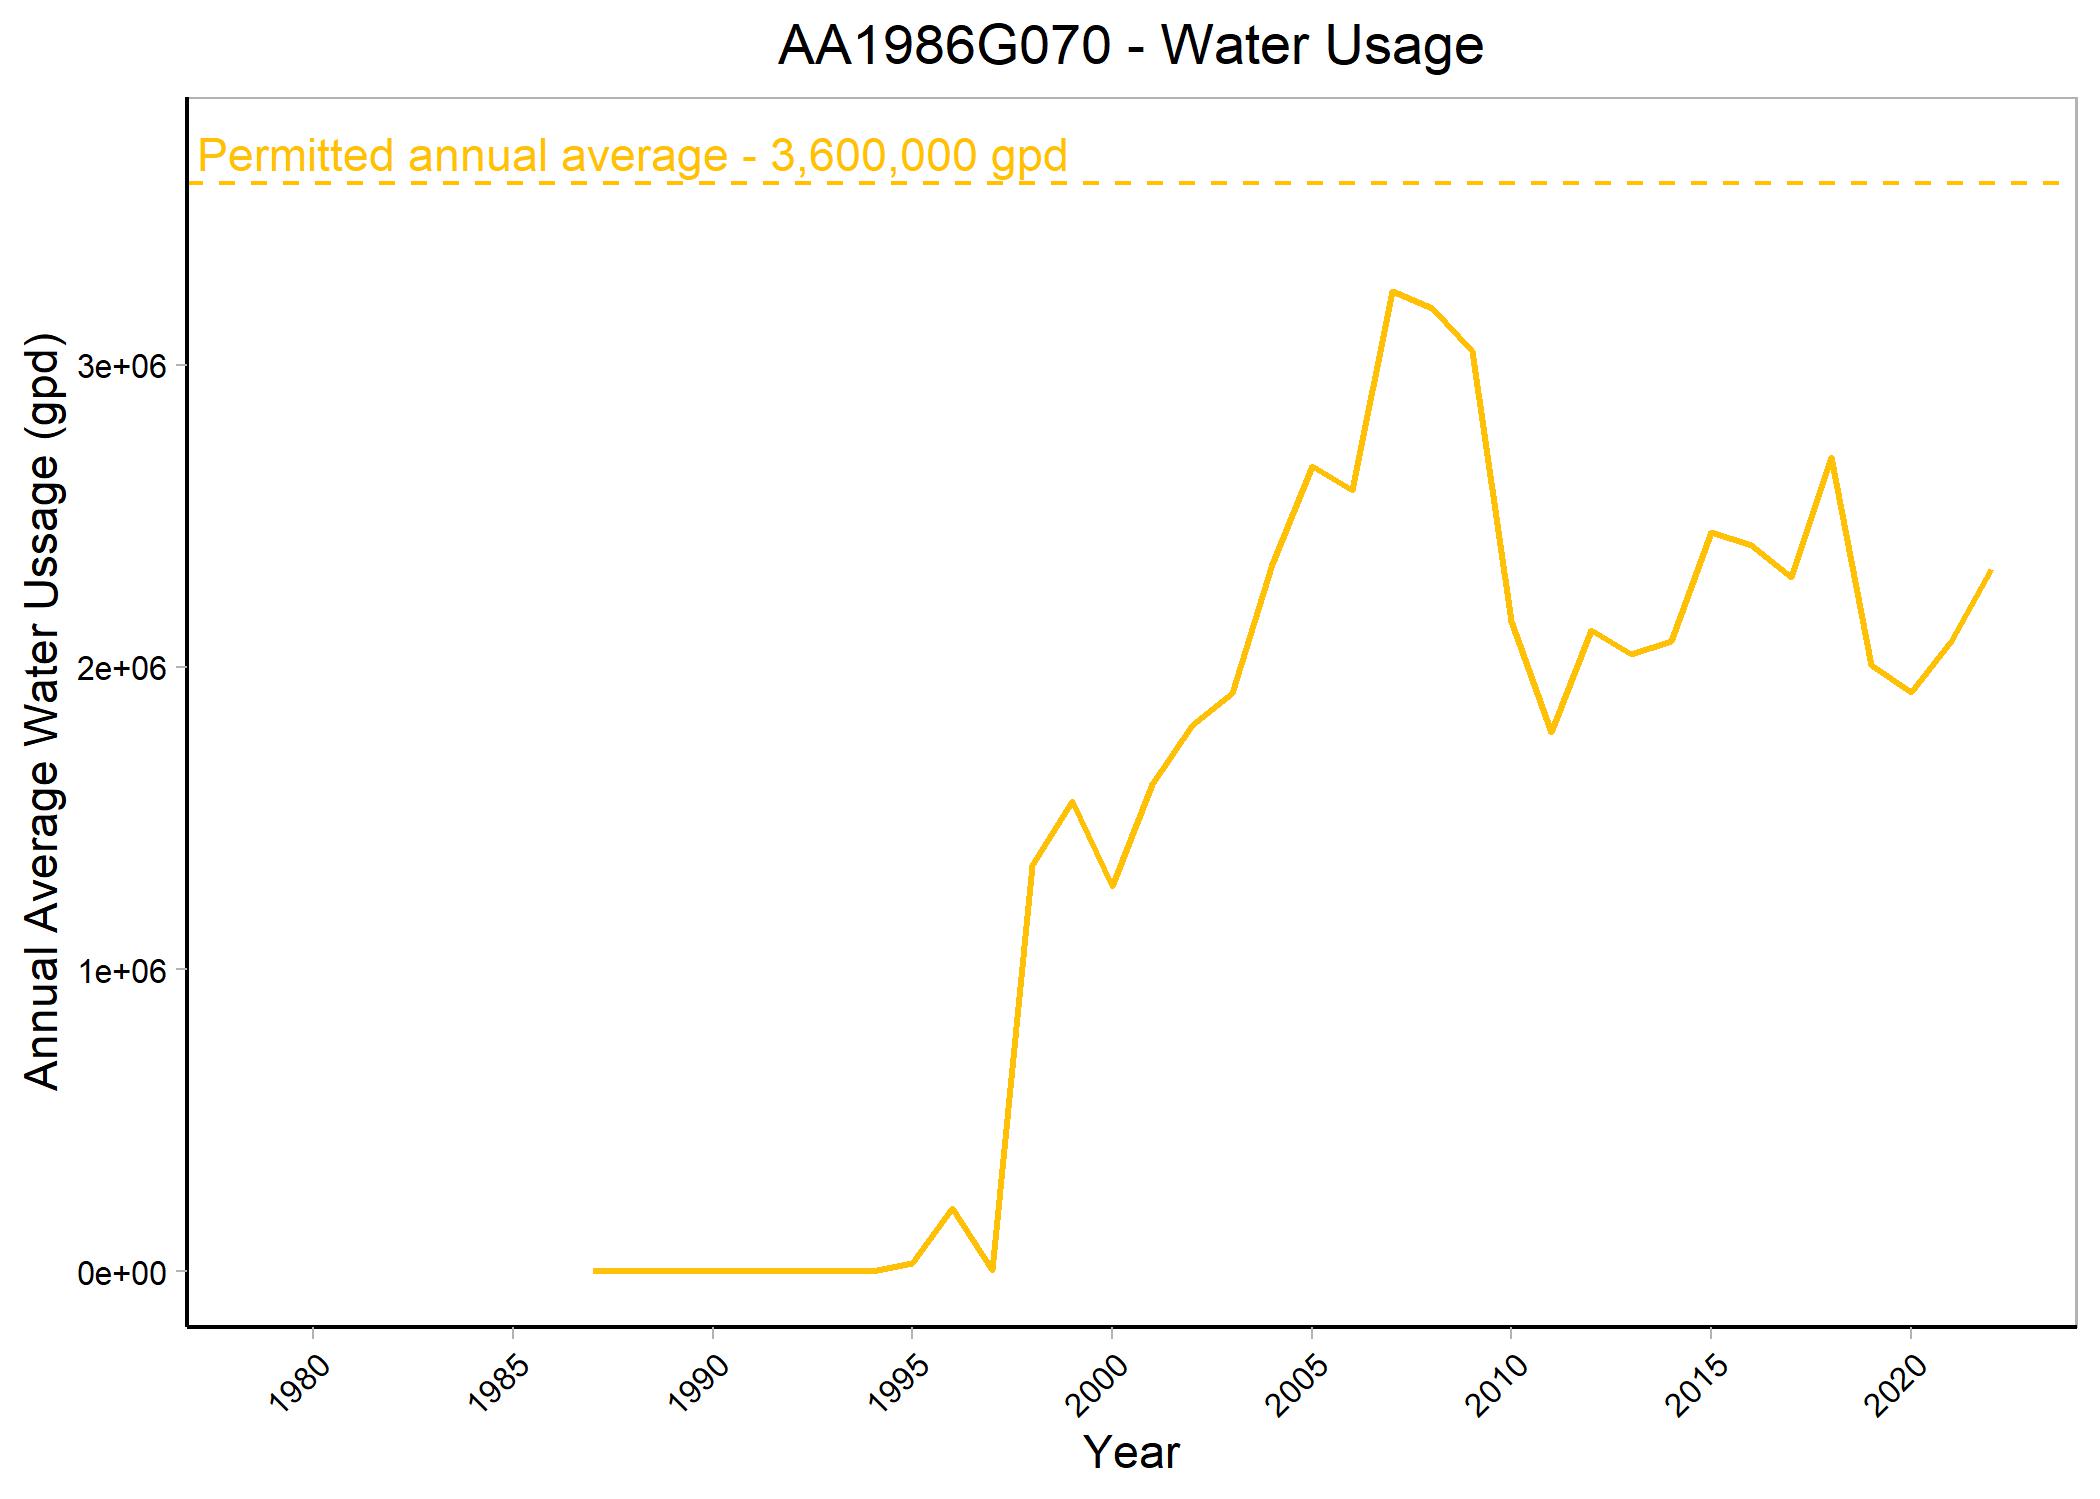 AA1986G070 - Water Usage
Permitted annual average - 3,600,000 gpd
Annual Average Water Ussage (gpd)
3e+06
2e+06
1e+06
0e+00
1980
1985
1990
1995
2000
2005
2010
2015
2020
Year